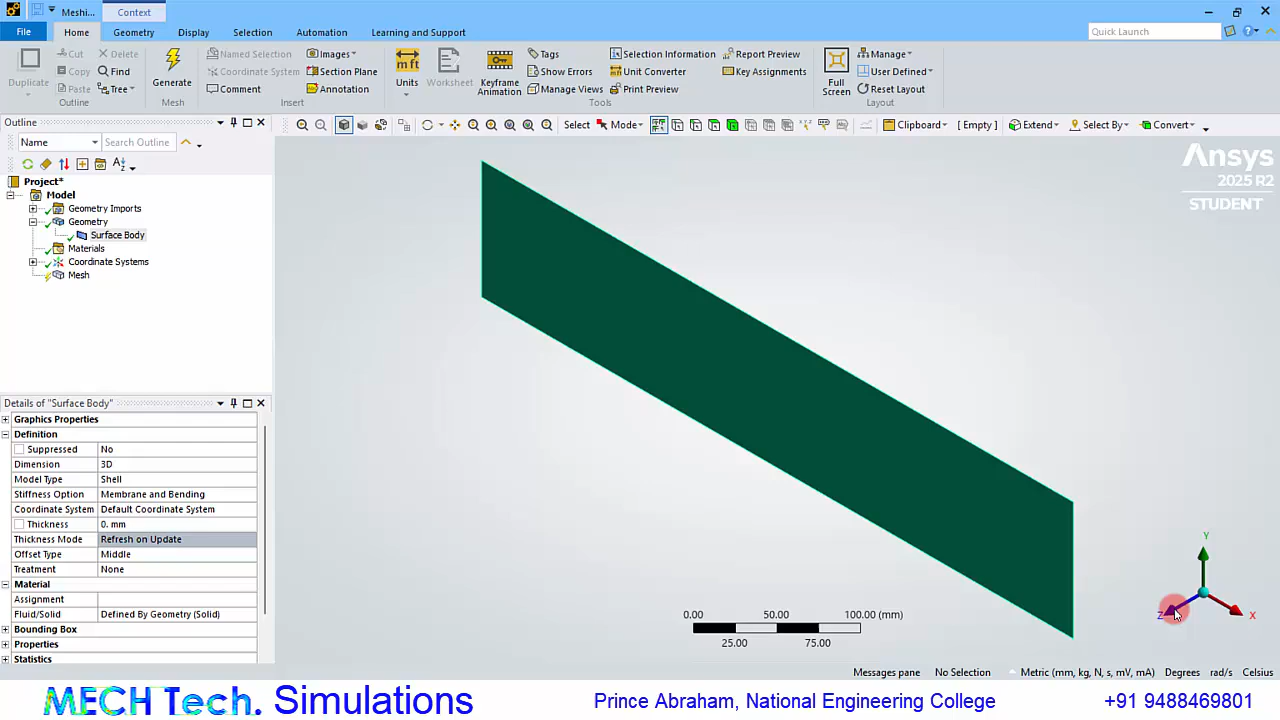 Meshi...
Context
File
Home
Geometry
Display
Selection
Automation
Learning and Support
Quick Launch
Duplicate
Cut
Delete
Copy
Find
Paste
Tree
Outline
Generate
Mesh
Named Selection
Coordinate System
Comment
Images
Section Plane
Annotation
Insert
Units
Worksheet
Keyframe
Animation
Tags
Show Errors
Manage Views
Selection Information
Unit Converter
Print Preview
Report Preview
Key Assignments
Tools
Full
Screen
Manage
User Defined
Reset Layout
Layout
Outline
Name
Search Outline
Select
Mode
Clipboard
[ Empty ]
Extend
Select By
Convert
Project*
Model
Geometry Imports
Geometry
Surface Body
Materials
Coordinate Systems
Mesh
Ansys
2025 R2
STUDENT
Details of "Surface Body"
Graphics Properties
Definition
Suppressed No
Dimension 3D
Model Type Shell
Stiffness Option Membrane and Bending
Coordinate System Default Coordinate System
Thickness 0. mm
Thickness Mode Refresh on Update
Offset Type Middle
Treatment None
Material
Assignment
Fluid/Solid Defined By Geometry (Solid)
Bounding Box
Properties
Statistics
0.00 50.00 100.00 (mm)
25.00 75.00
Y
Z
X
Messages pane
No Selection
Metric (mm, kg, N, s, mV, mA)
Degrees
rad/s
Celsius
MECH Tech. Simulations
Prince Abraham, National Engineering College
+91 9488469801